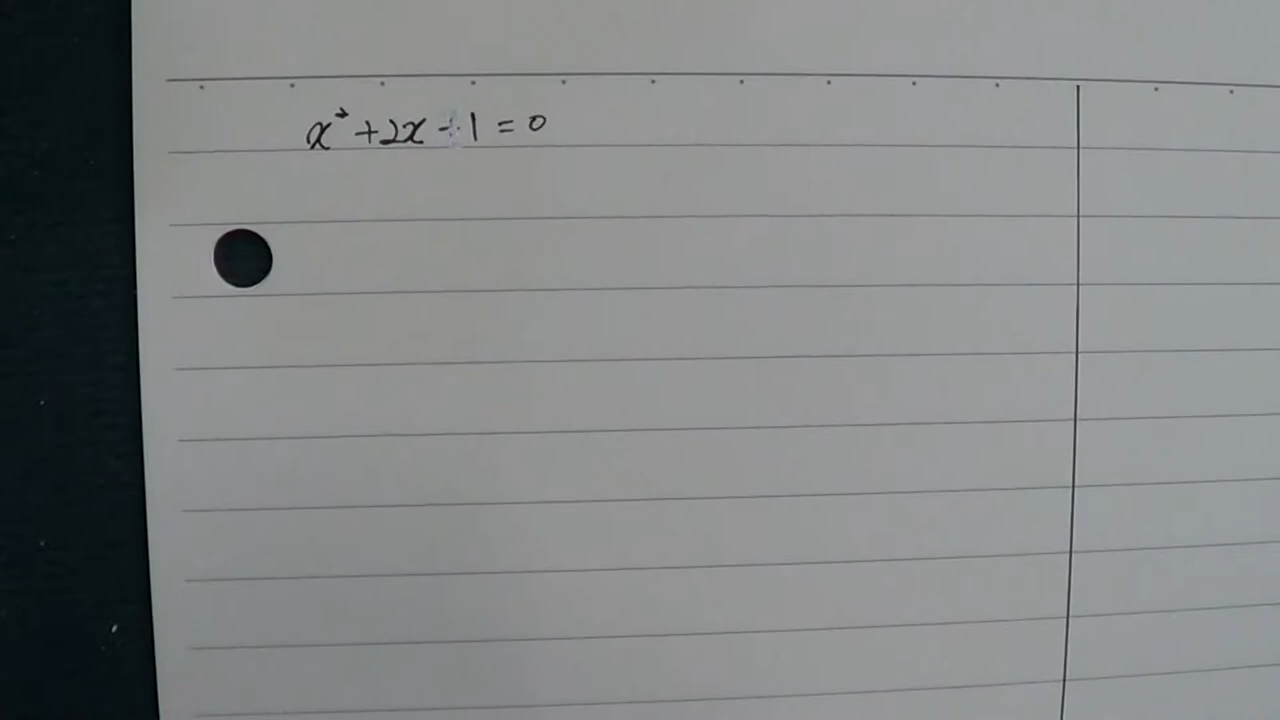 x² + 2x - 1 = 0